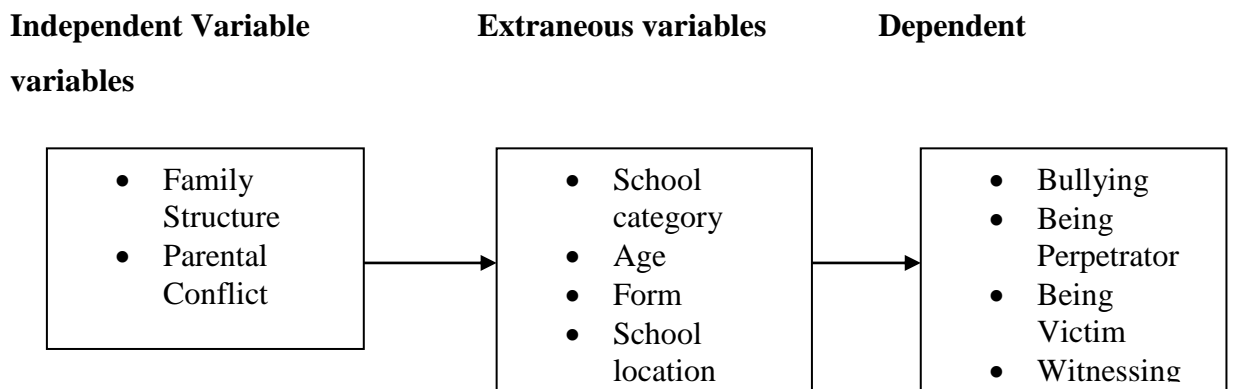 Independent Variable Extraneous variables Dependent
variables
• Family
Structure
• Parental
Conflict
• School
category
• Age
• Form
• School
location
• Bullying
• Being
Perpetrator
• Being
Victim
• Witnessing